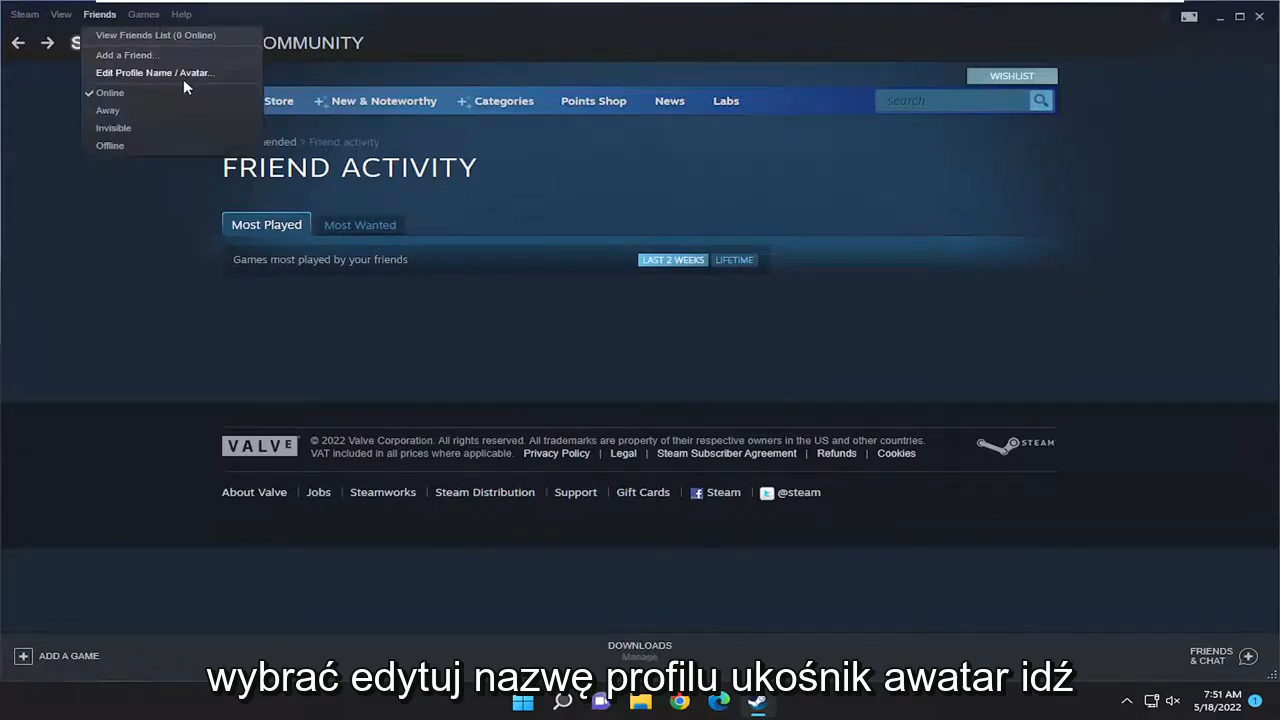 Steam View Friends Games Help
View Friends List (0 Online)
Add a Friend...
Edit Profile Name / Avatar...
Online
Away
Invisible
Offline
S
OMMUNITY
WISHLIST
Store New & Noteworthy Categories Points Shop News Labs search
ended > Friend activity
FRIEND ACTIVITY
Most Played Most Wanted
Games most played by your friends LAST 2 WEEKS LIFETIME
VALVE © 2022 Valve Corporation. All rights reserved. All trademarks are property of their respective owners in the US and other countries.
VAT included in all prices where applicable. Privacy Policy | Legal | Steam Subscriber Agreement | Refunds | Cookies
STEAM
About Valve | Jobs | Steamworks | Steam Distribution | Support | Gift Cards | Steam | @steam
ADD A GAME
DOWNLOADS
Manage
FRIENDS
& CHAT
wybrać edytuj nazwę profilu ukośnik awatar idź
7:51 AM
5/18/2022
1